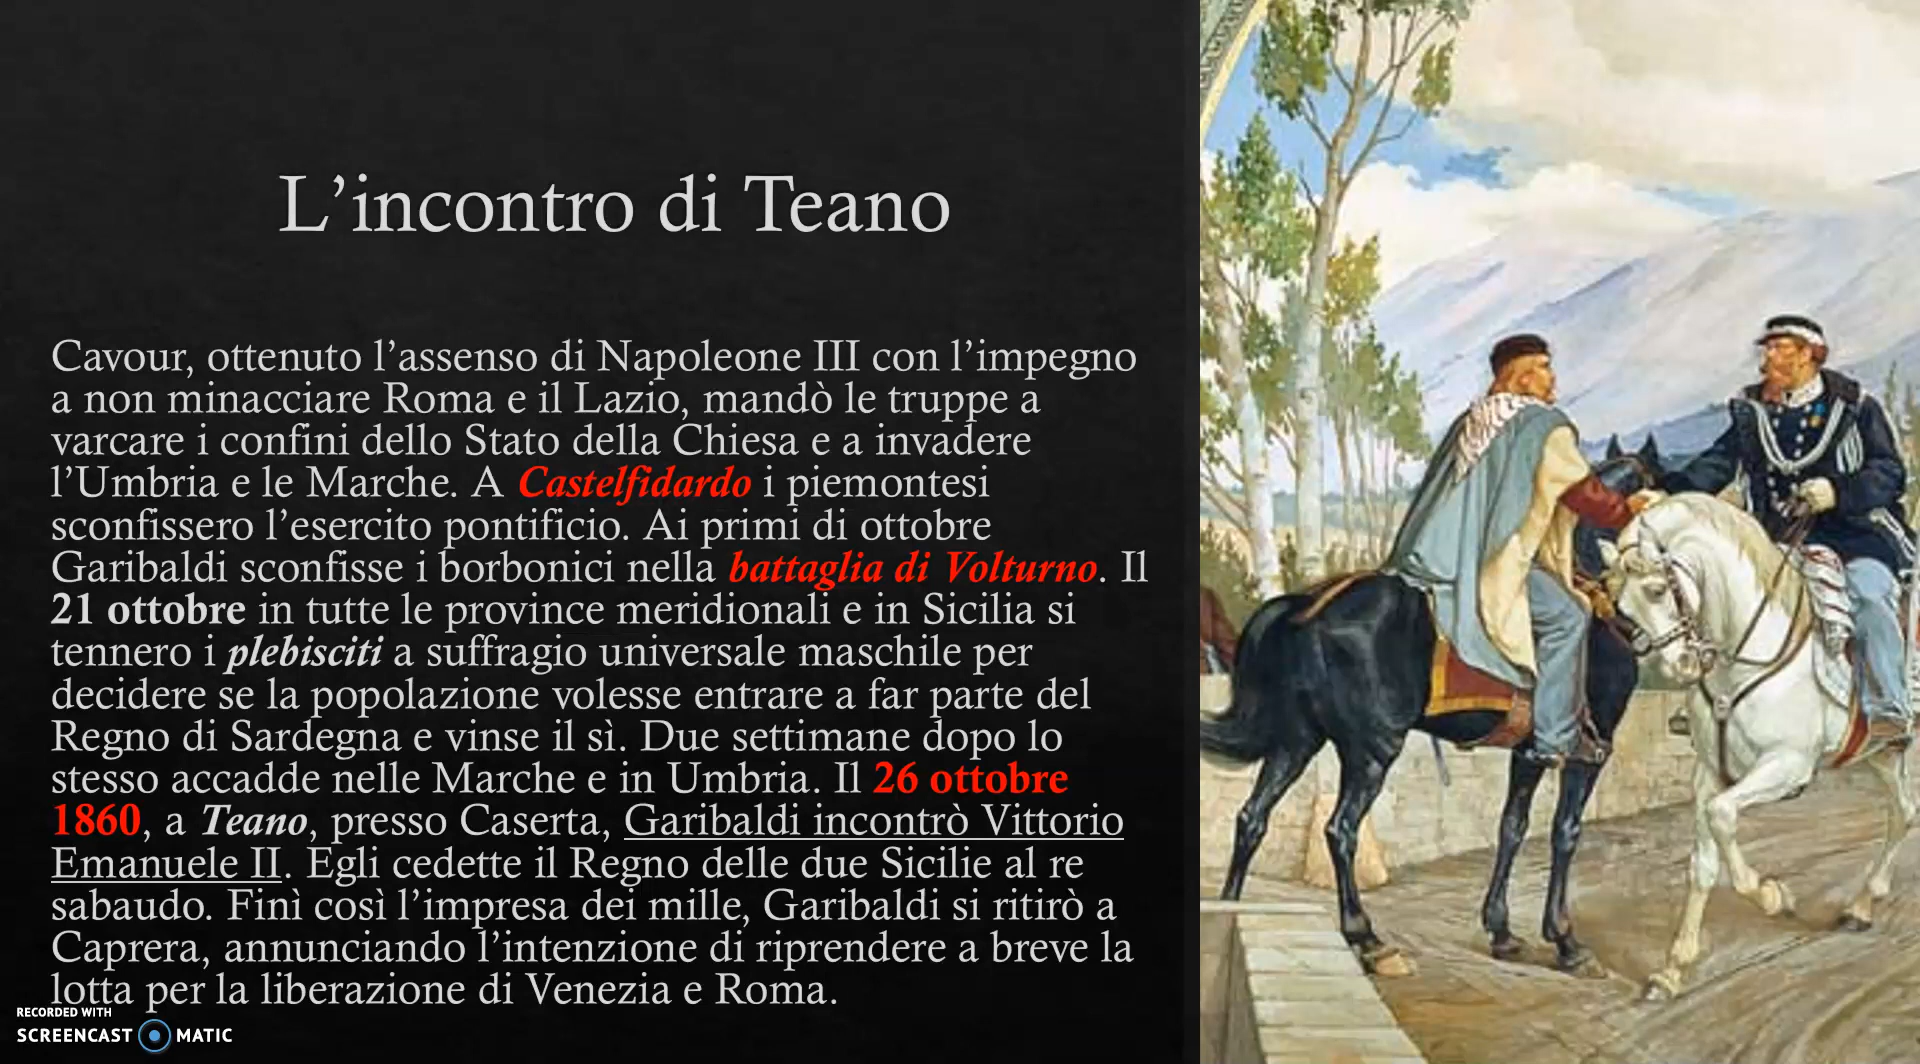 L’incontro di Teano
Cavour, ottenuto l’assenso di Napoleone III con l’impegno
a non minacciare Roma e il Lazio, mandò le truppe a
varcare i confini dello Stato della Chiesa e a invadere
l’Umbria e le Marche. A Castelfidardo i piemontesi
sconfissero l’esercito pontificio. Ai primi di ottobre
Garibaldi sconfisse i borbonici nella battaglia di Volturno. Il
21 ottobre in tutte le province meridionali e in Sicilia si
tennero i plebisciti a suffragio universale maschile per
decidere se la popolazione volesse entrare a far parte del
Regno di Sardegna e vinse il sì. Due settimane dopo lo
stesso accadde nelle Marche e in Umbria. Il 26 ottobre
1860, a Teano, presso Caserta, Garibaldi incontrò Vittorio
Emanuele II. Egli cedette il Regno delle due Sicilie al re
sabaudo. Finì così l’impresa dei mille, Garibaldi si ritirò a
Caprera, annunciando l’intenzione di riprendere a breve la
lotta per la liberazione di Venezia e Roma.
RECORDED WITH
SCREENCAST MATIC